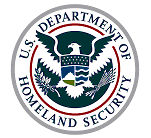 U.S. DEPARTMENT OF
HOMELAND SECURITY